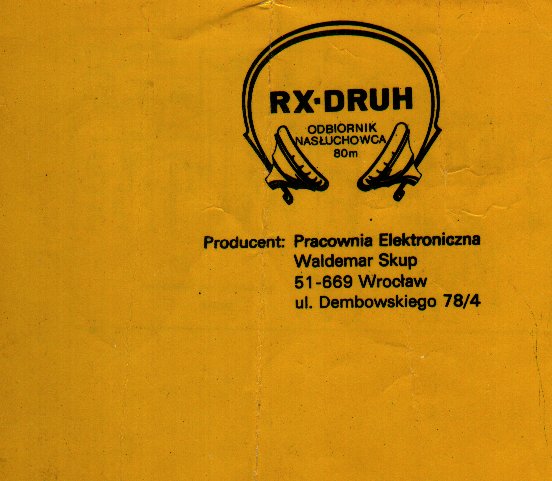 RX-DRUH
ODBIORNIK
NASŁUCHOWCA
80m
Producent: Pracownia Elektroniczna
Waldemar Skup
51-669 Wrocław
ul. Dembowskiego 78/4